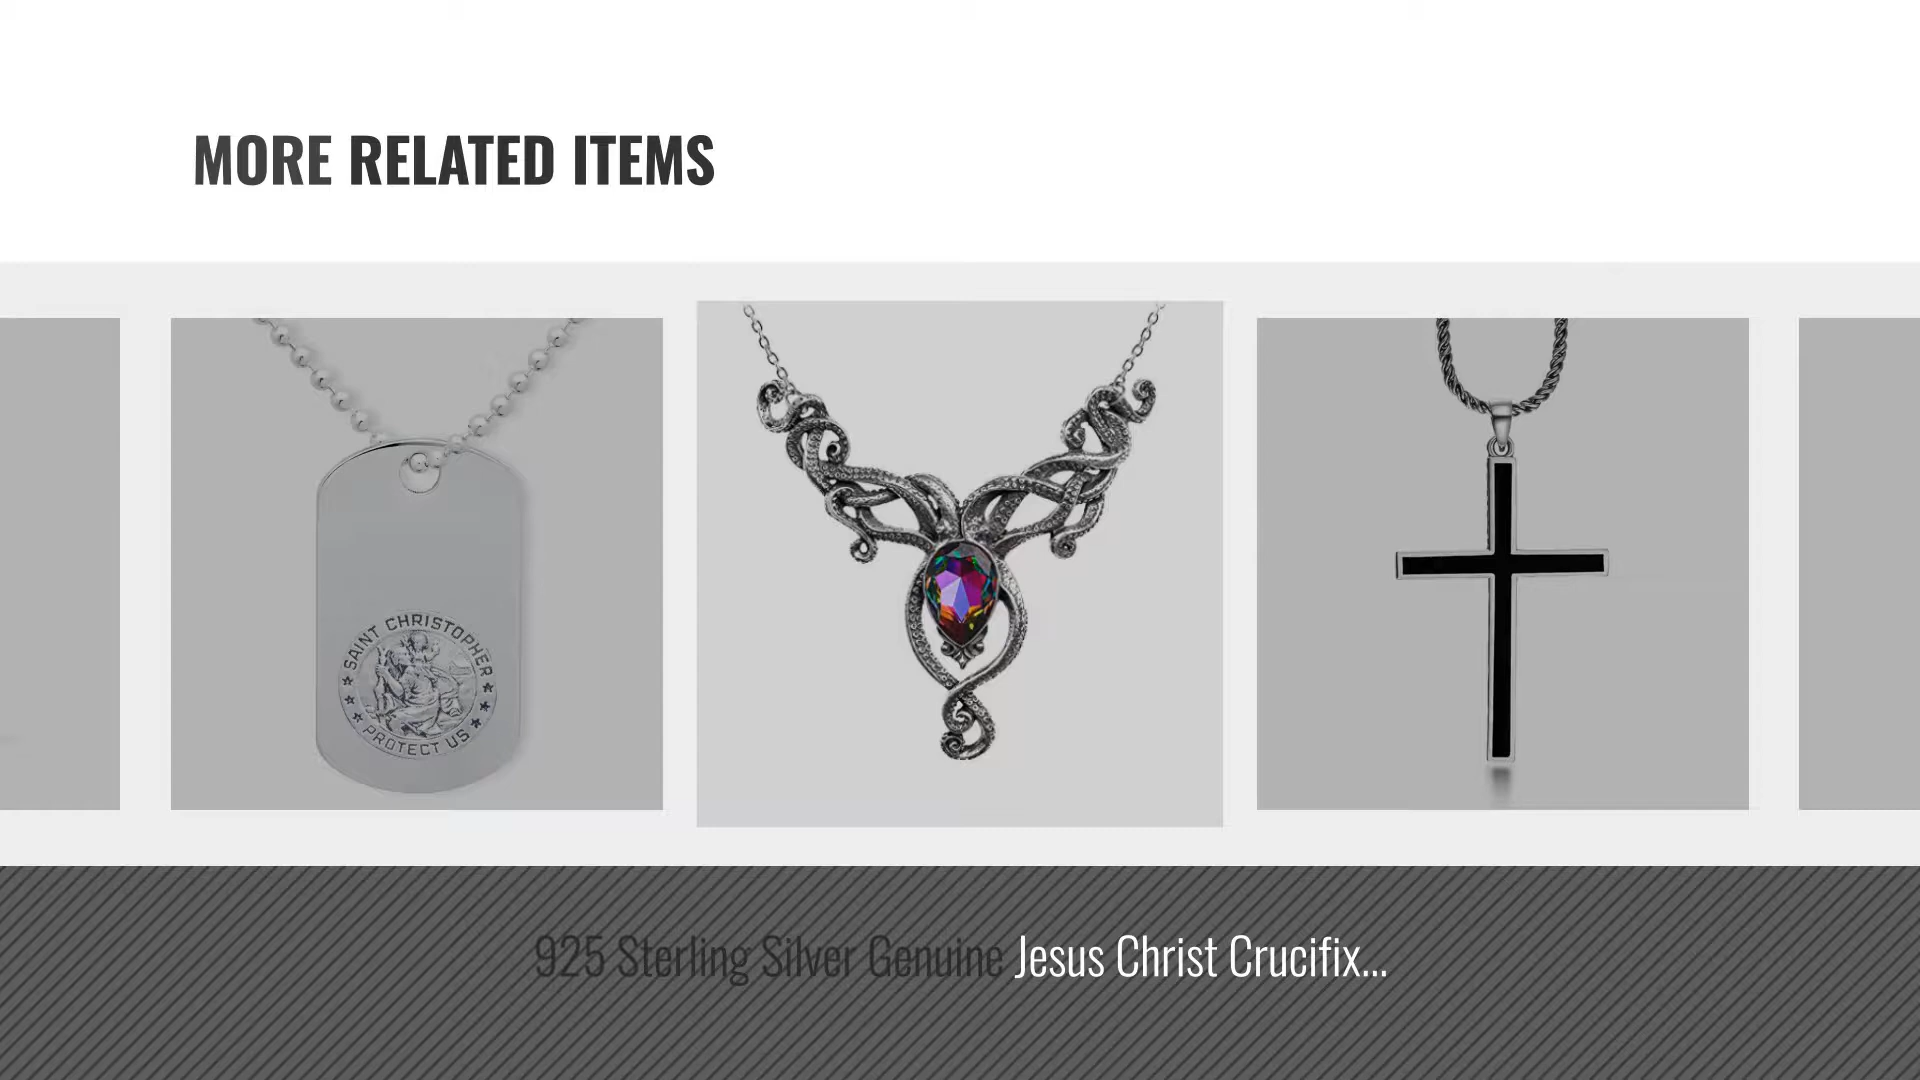 MORE RELATED ITEMS
SAINT CHRISTOPHER
PROTECT US
925 Sterling Silver Genuine Jesus Christ Crucifix...